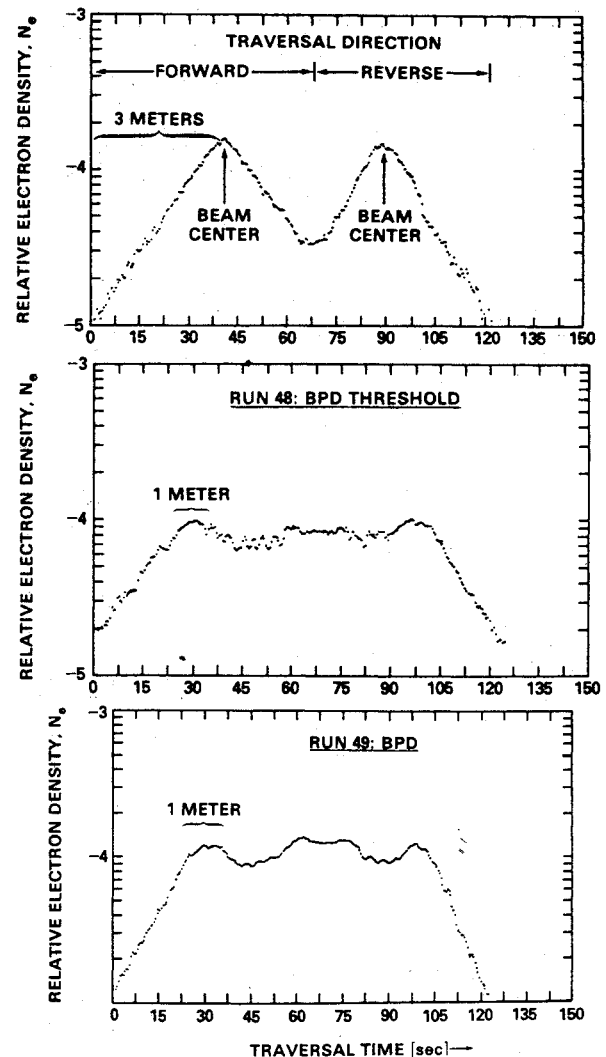 RELATIVE ELECTRON DENSITY, Ne
-3
-4
-5
TRAVERSAL DIRECTION
FORWARD
REVERSE
3 METERS
BEAM CENTER
BEAM CENTER
0 15 30 45 60 75 90 105 120 135 150
RELATIVE ELECTRON DENSITY, Ne
-3
-4
-5
RUN 48: BPD THRESHOLD
1 METER
0 15 30 45 60 75 90 105 120 135 150
RELATIVE ELECTRON DENSITY, Ne
-3
-4
RUN 49: BPD
1 METER
0 15 30 45 60 75 90 105 120 135 150
TRAVERSAL TIME [sec]→